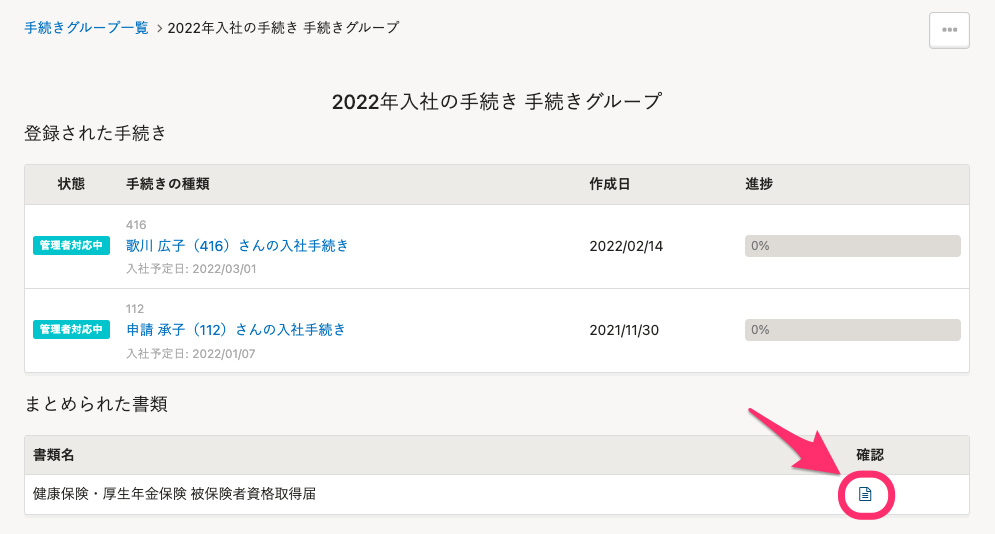 手続きグループ一覧 > 2022年入社の手続き 手続きグループ
2022年入社の手続き 手続きグループ
登録された手続き
状態 手続きの種類 作成日 進捗
416
管理者対応中 歌川 広子（416）さんの入社手続き 2022/02/14 0%
入社予定日: 2022/03/01
112
管理者対応中 申請 承子（112）さんの入社手続き 2021/11/30 0%
入社予定日: 2022/01/07
まとめられた書類
書類名 確認
健康保険・厚生年金保険 被保険者資格取得届